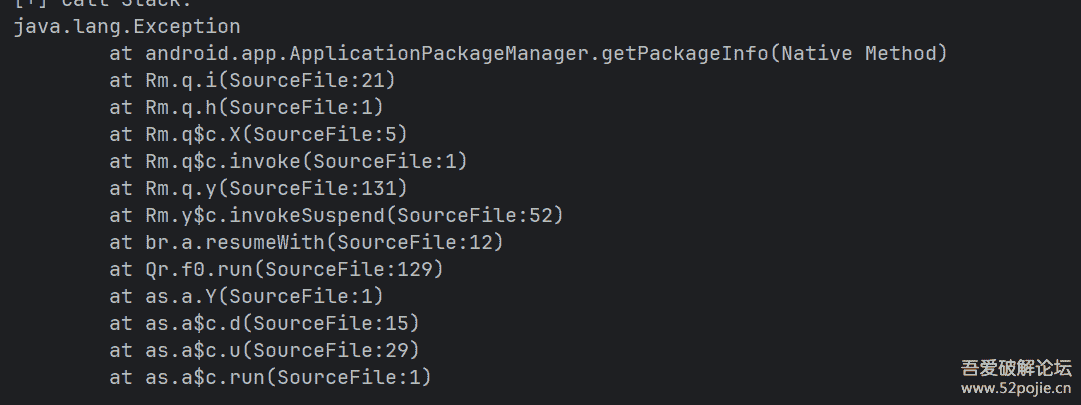 [+] Call Stack:
java.lang.Exception
        at android.app.ApplicationPackageManager.getPackageInfo(Native Method)
        at Rm.q.i(SourceFile:21)
        at Rm.q.h(SourceFile:1)
        at Rm.q$c.X(SourceFile:5)
        at Rm.q$c.invoke(SourceFile:1)
        at Rm.q.y(SourceFile:131)
        at Rm.y$c.invokeSuspend(SourceFile:52)
        at br.a.resumeWith(SourceFile:12)
        at Qr.f0.run(SourceFile:129)
        at as.a.Y(SourceFile:1)
        at as.a$c.d(SourceFile:15)
        at as.a$c.u(SourceFile:29)
        at as.a$c.run(SourceFile:1)
吾爱破解论坛
www.52pojie.cn